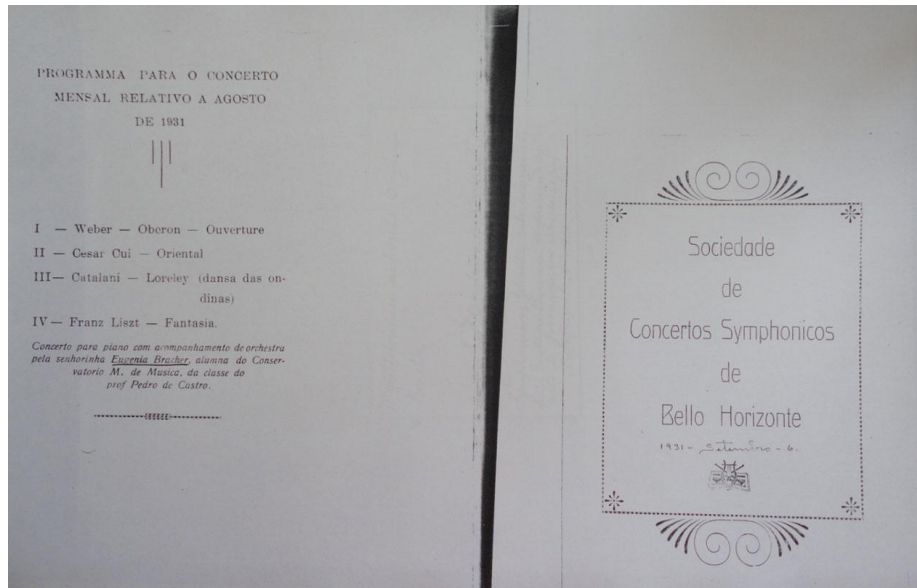 PROGRAMMA PARA O CONCERTO
MENSAL RELATIVO A AGOSTO
DE 1931
I — Weber — Oberon — Ouverture
II — Cesar Cui — Oriental
III— Catalani — Loreley (dansa das on-
dinas)
IV — Franz Liszt — Fantasia.
Concerto para piano com acompanhamento de orchestra
pela senhorinha Eugenia Bracher, alumna do Conser-
vatorio M. de Musica, da classe do
prof Pedro de Castro.
Sociedade
de
Concertos Symphonicos
de
Bello Horizonte
1931 - Setembro - 6.